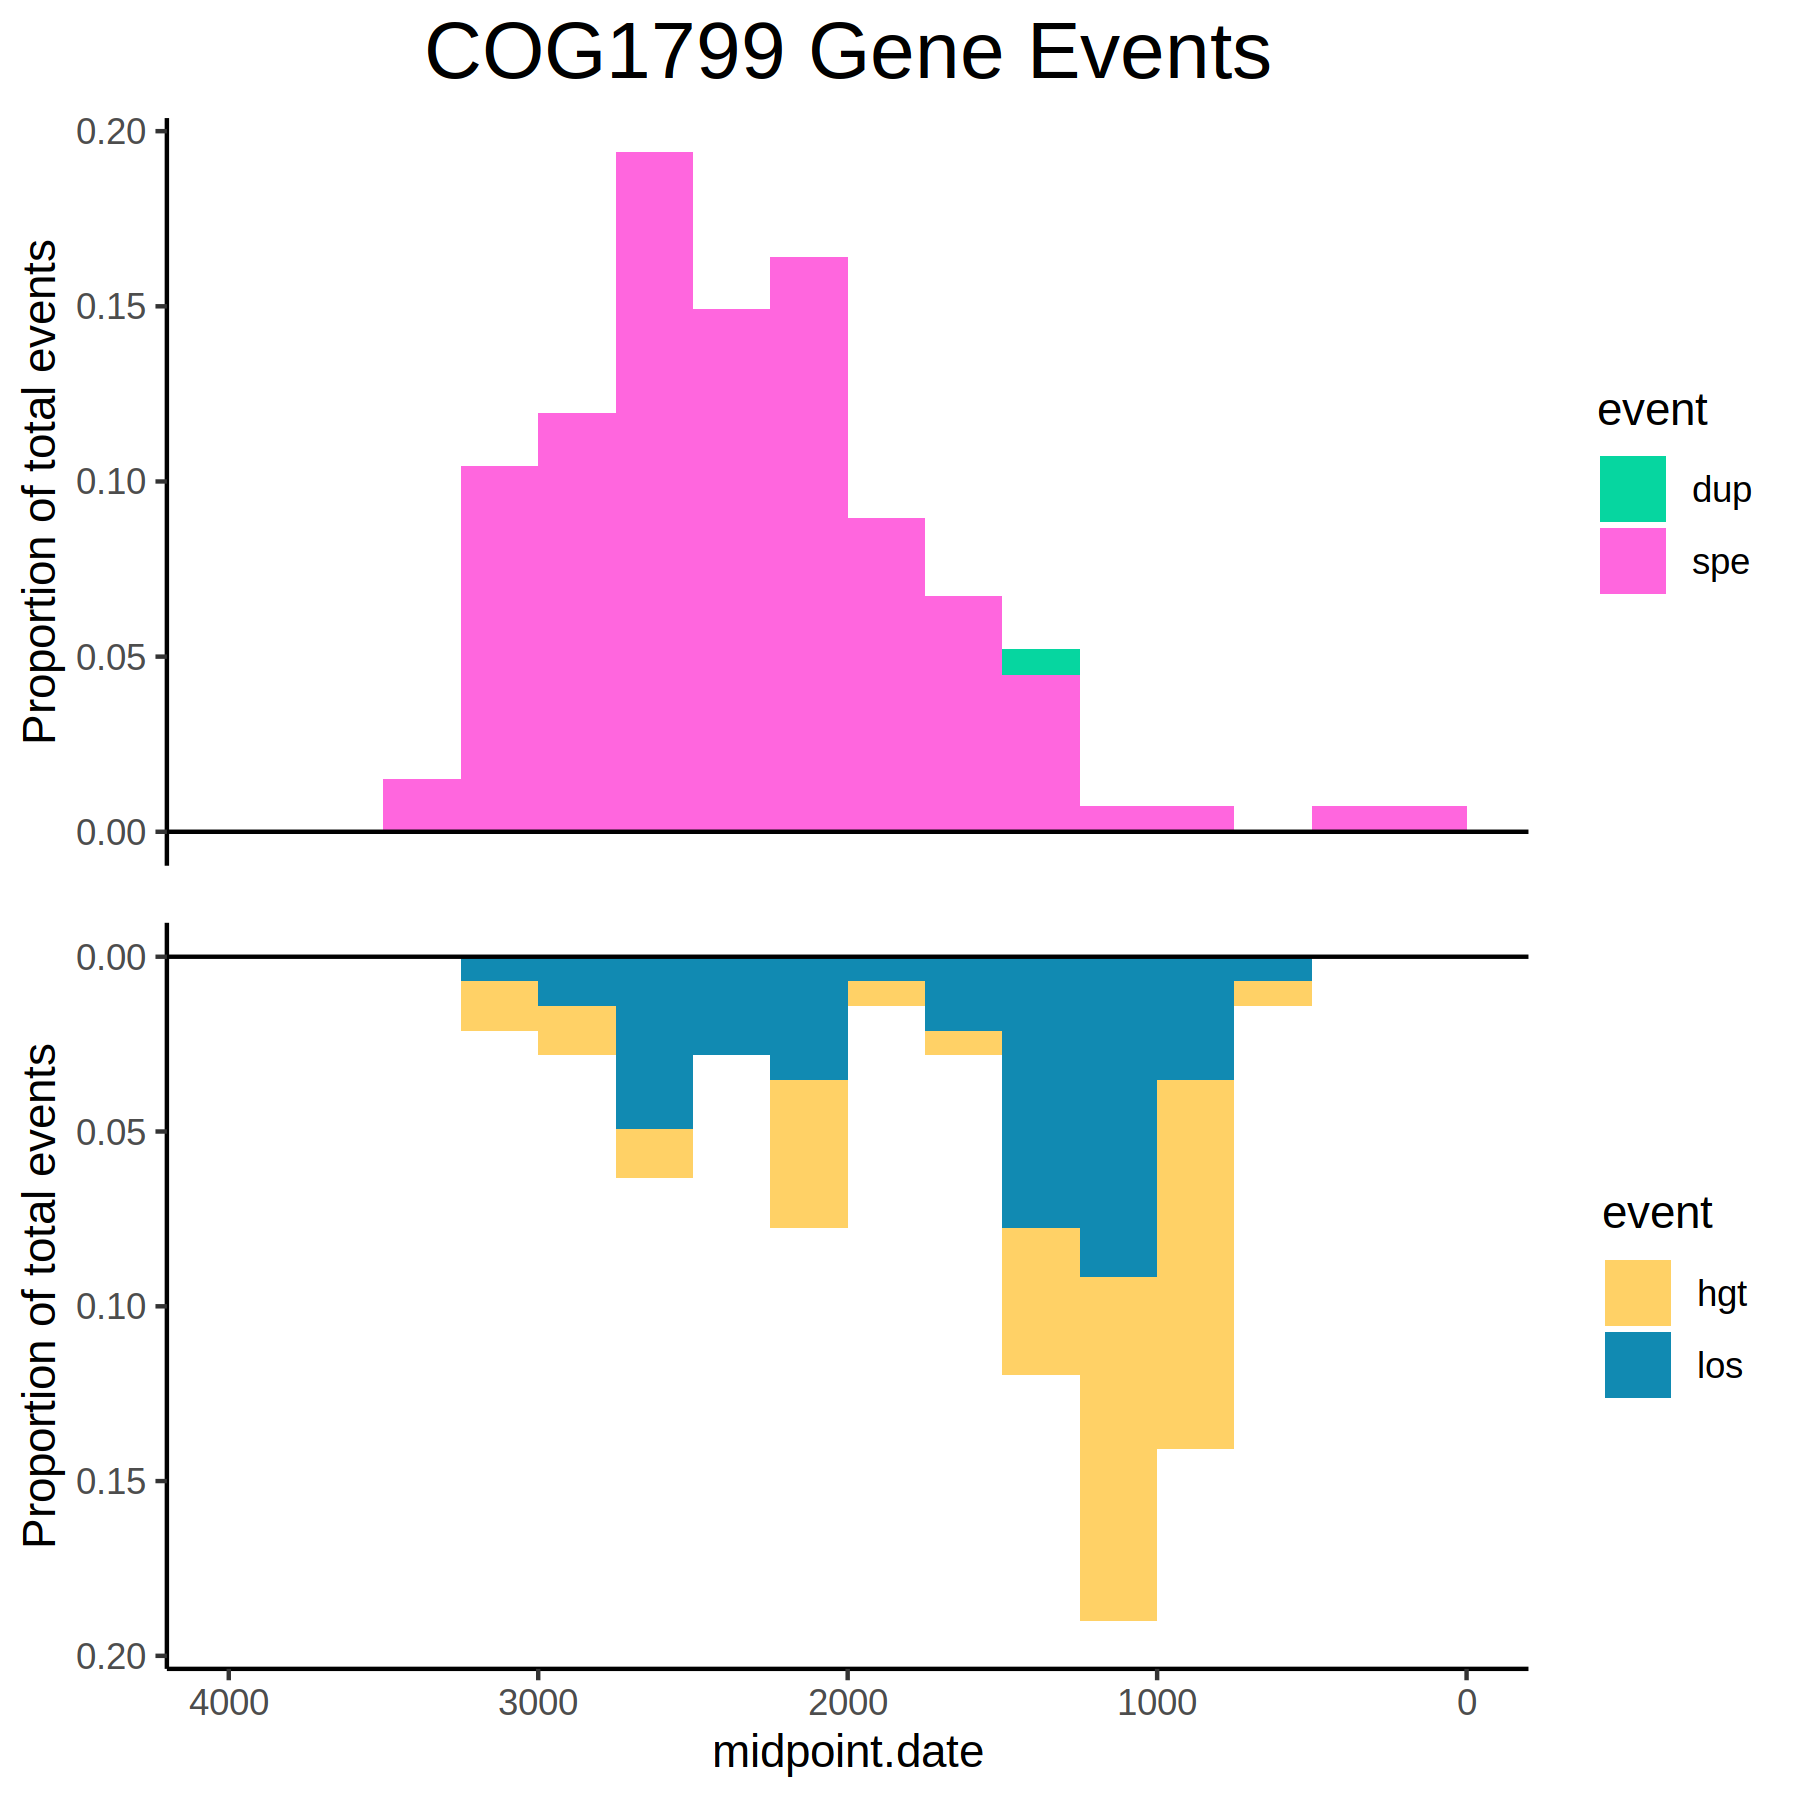 COG1799 Gene Events
Proportion of total events
0.20
0.15
0.10
0.05
0.00
event
dup
spe
Proportion of total events
0.00
0.05
0.10
0.15
0.20
event
hgt
los
4000 3000 2000 1000 0
midpoint.date